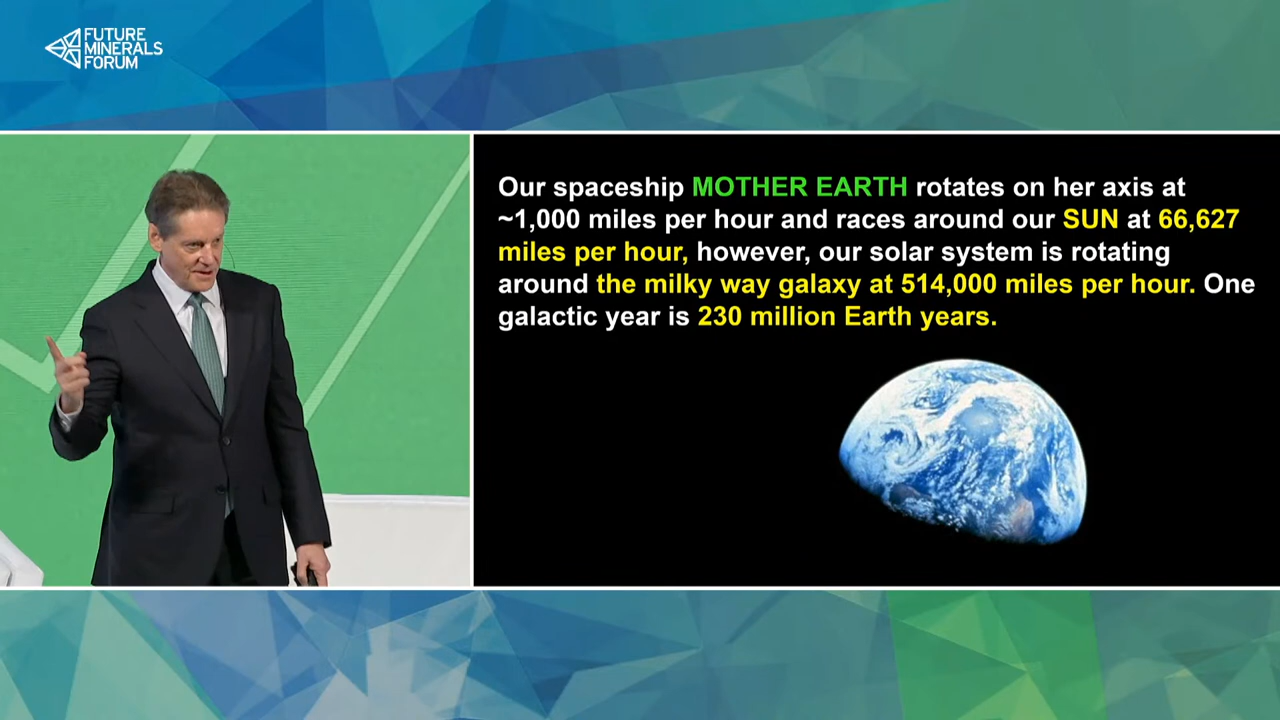 FUTURE
MINERALS
FORUM
Our spaceship MOTHER EARTH rotates on her axis at
~1,000 miles per hour and races around our SUN at 66,627
miles per hour, however, our solar system is rotating
around the milky way galaxy at 514,000 miles per hour. One
galactic year is 230 million Earth years.